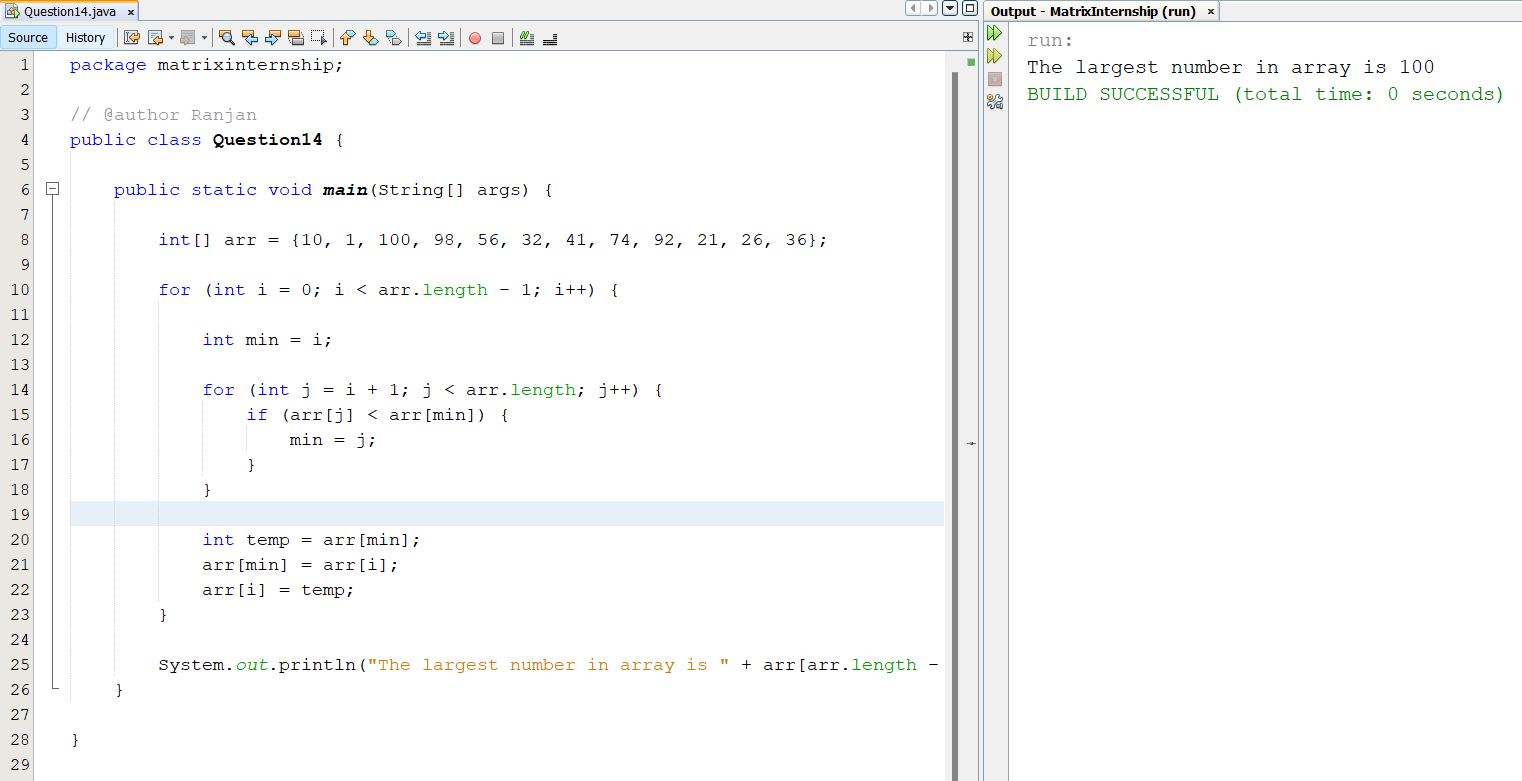 Question14.java ×
Source History
1 package matrixinternship;
2
3 // @author Ranjan
4 public class Question14 {
5
6 public static void main(String[] args) {
7
8 int[] arr = {10, 1, 100, 98, 56, 32, 41, 74, 92, 21, 26, 36};
9
10 for (int i = 0; i < arr.length - 1; i++) {
11
12 int min = i;
13
14 for (int j = i + 1; j < arr.length; j++) {
15 if (arr[j] < arr[min]) {
16 min = j;
17 }
18 }
19
20 int temp = arr[min];
21 arr[min] = arr[i];
22 arr[i] = temp;
23 }
24
25 System.out.println("The largest number in array is " + arr[arr.length -
26 }
27
28 }
29
Output - MatrixInternship (run) ×
run:
The largest number in array is 100
BUILD SUCCESSFUL (total time: 0 seconds)